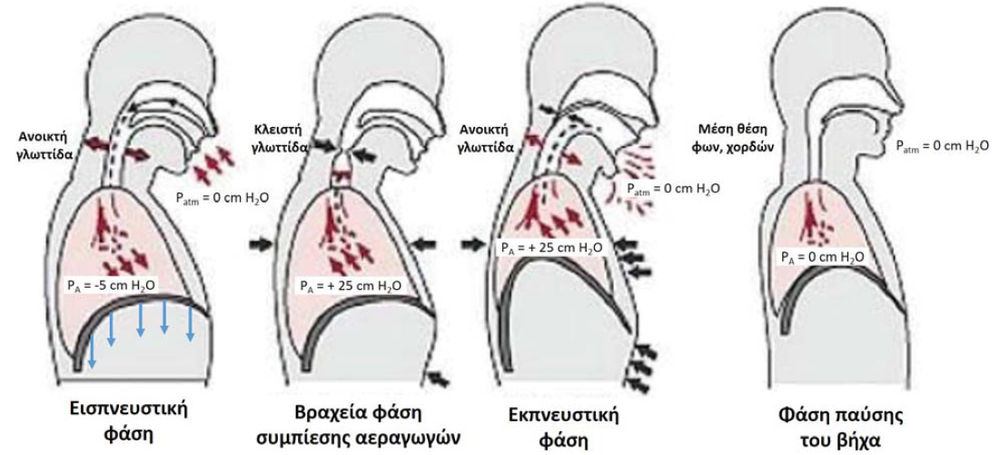 Ανοικτή
γλωττίδα
P_atm = 0 cm H₂O
P_A = -5 cm H₂O
Εισπνευστική
φάση
Κλειστή
γλωττίδα
P_A = + 25 cm H₂O
Βραχεία φάση
συμπίεσης αεραγωγών
Ανοικτή
γλωττίδα
P_atm = 0 cm H₂O
P_A = + 25 cm H₂O
Εκπνευστική
φάση
Μέση θέση
φων, χορδών
P_atm = 0 cm H₂O
P_A = 0 cm H₂O
Φάση παύσης
του βήχα